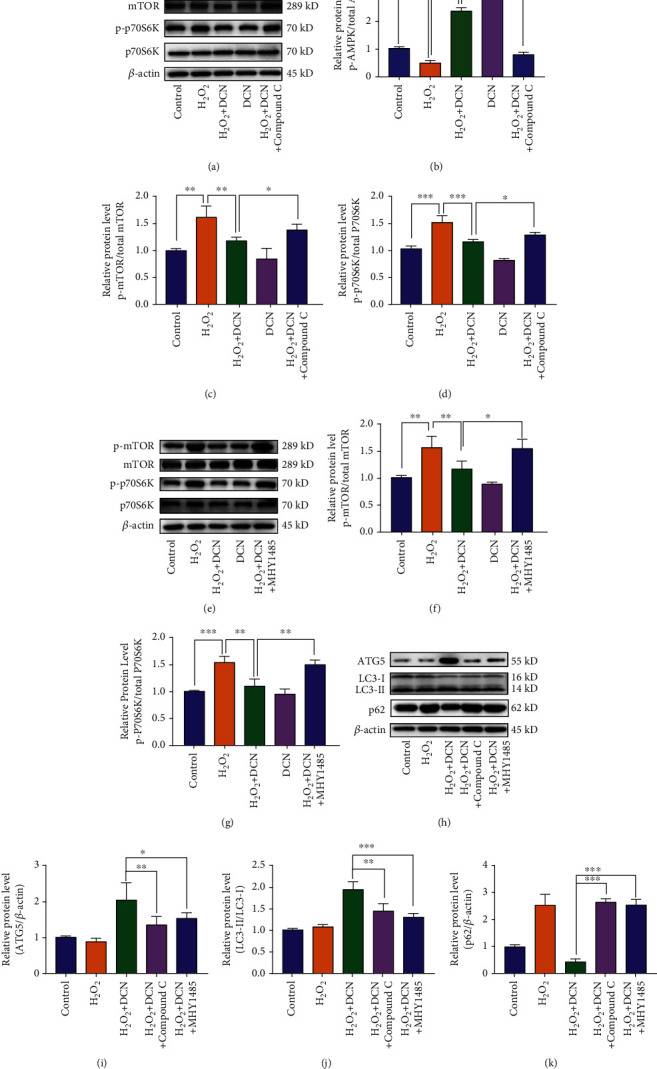 mTOR 289 kD
p-p70S6K 70 kD
p70S6K 70 kD
β-actin 45 kD
Control
H2O2
H2O2+DCN
DCN
H2O2+DCN
+Compound C
(a)
Relative protein
p-AMPK/total
2
1
0
Control
H2O2
H2O2+DCN
DCN
H2O2+DCN
+Compound C
(b)
Relative protein level
p-mTOR/total mTOR
2.0
1.5
1.0
0.5
0.0
** ** *
Control
H2O2
H2O2+DCN
DCN
H2O2+DCN
+Compound C
(c)
Relative protein level
p-p70S6K/total P70S6K
2.0
1.5
1.0
0.5
0.0
*** *** *
Control
H2O2
H2O2+DCN
DCN
H2O2+DCN
+Compound C
(d)
p-mTOR 289 kD
mTOR 289 kD
p-p70S6K 70 kD
p70S6K 70 kD
β-actin 45 kD
Control
H2O2
H2O2+DCN
DCN
H2O2+DCN
+MHY1485
(e)
Relative protein lveel
p-mTOR/total mTOR
2.0
1.5
1.0
0.5
0.0
** ** *
Control
H2O2
H2O2+DCN
DCN
H2O2+DCN
+MHY1485
(f)
Relative Protein Level
p-P70S6K/total P70S6K
2.0
1.5
1.0
0.5
0.0
*** ** **
Control
H2O2
H2O2+DCN
DCN
H2O2+DCN
+MHY1485
(g)
ATG5 55 kD
LC3-I 16 kD
LC3-II 14 kD
p62 62 kD
β-actin 45 kD
Control
H2O2
H2O2+DCN
H2O2+DCN
+Compound C
H2O2+DCN
+MHY1485
(h)
Relative protein level
(ATG5/β-actin)
3
2
1
0
*
**
Control
H2O2
H2O2+DCN
H2O2+DCN
+Compound C
H2O2+DCN
+MHY1485
(i)
Relative protein level
(LC3-II/LC3-I)
2.5
2.0
1.5
1.0
0.5
0.0
***
**
Control
H2O2
H2O2+DCN
H2O2+DCN
+Compound C
H2O2+DCN
+MHY1485
(j)
Relative protein level
(p62/β-actin)
4
3
2
1
0
***
***
Control
H2O2
H2O2+DCN
H2O2+DCN
+Compound C
H2O2+DCN
+MHY1485
(k)